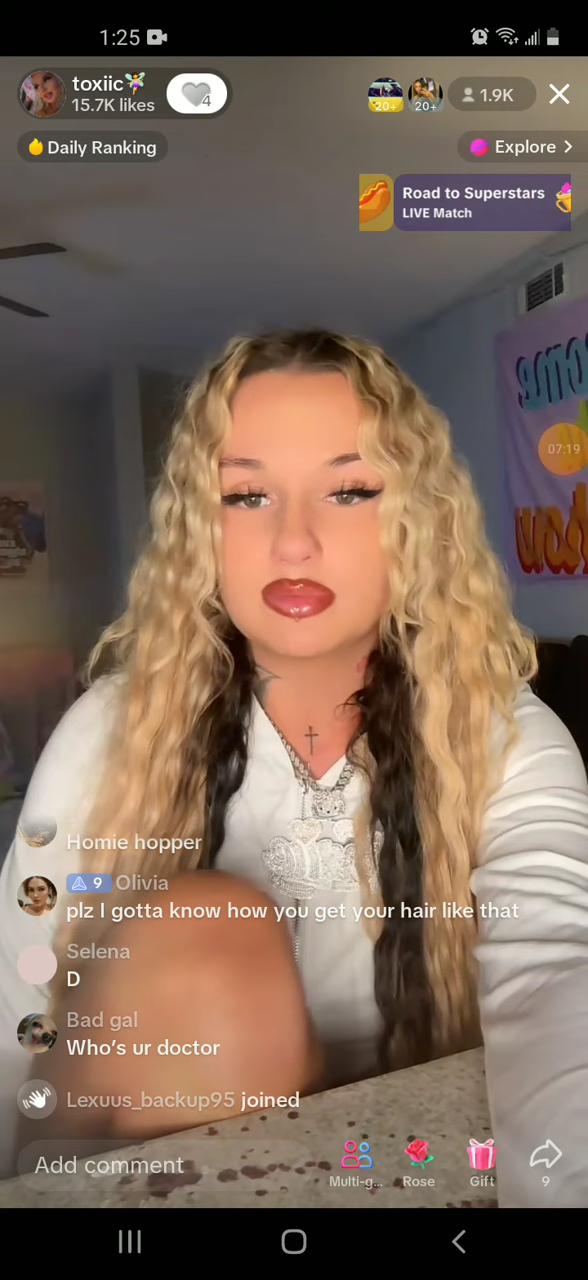 1:25
toxiic🧚
15.7K likes
4
20+
20+
1.9K
Daily Ranking
Explore
Road to Superstars
LIVE Match
ome
07:19
Homie hopper
9 Olivia
plz I gotta know how you get your hair like that
Selena
D
Bad gal
Who's ur doctor
Lexuus_backup95 joined
Add comment
Multi-g...
Rose
Gift
9